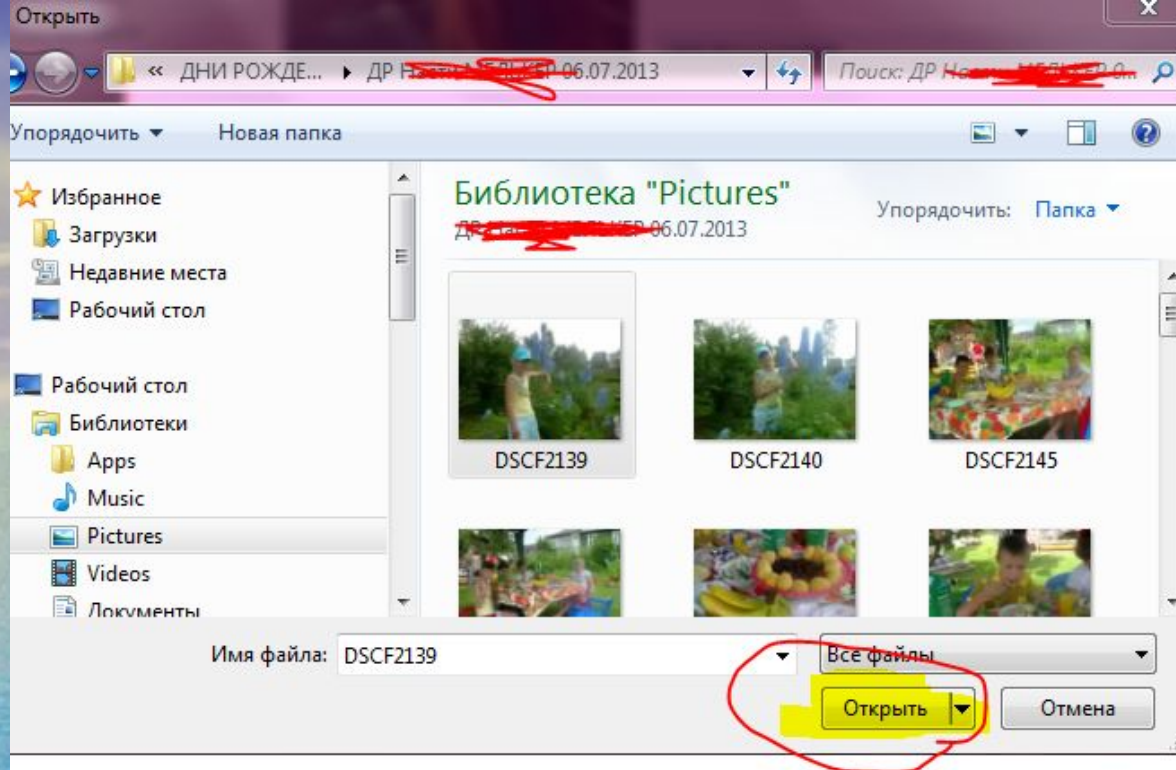 Открыть
« ДНИ РОЖДЕ... ▸ ДР 06.07.2013
Поиск: ДР
Упорядочить Новая папка
Избранное
Загрузки
Недавние места
Рабочий стол
Рабочий стол
Библиотеки
Apps
Music
Pictures
Videos
Документы
Библиотека "Pictures"
ДР 06.07.2013
Упорядочить: Папка
DSCF2139 DSCF2140 DSCF2145
Имя файла: DSCF2139
Все файлы
Открыть Отмена